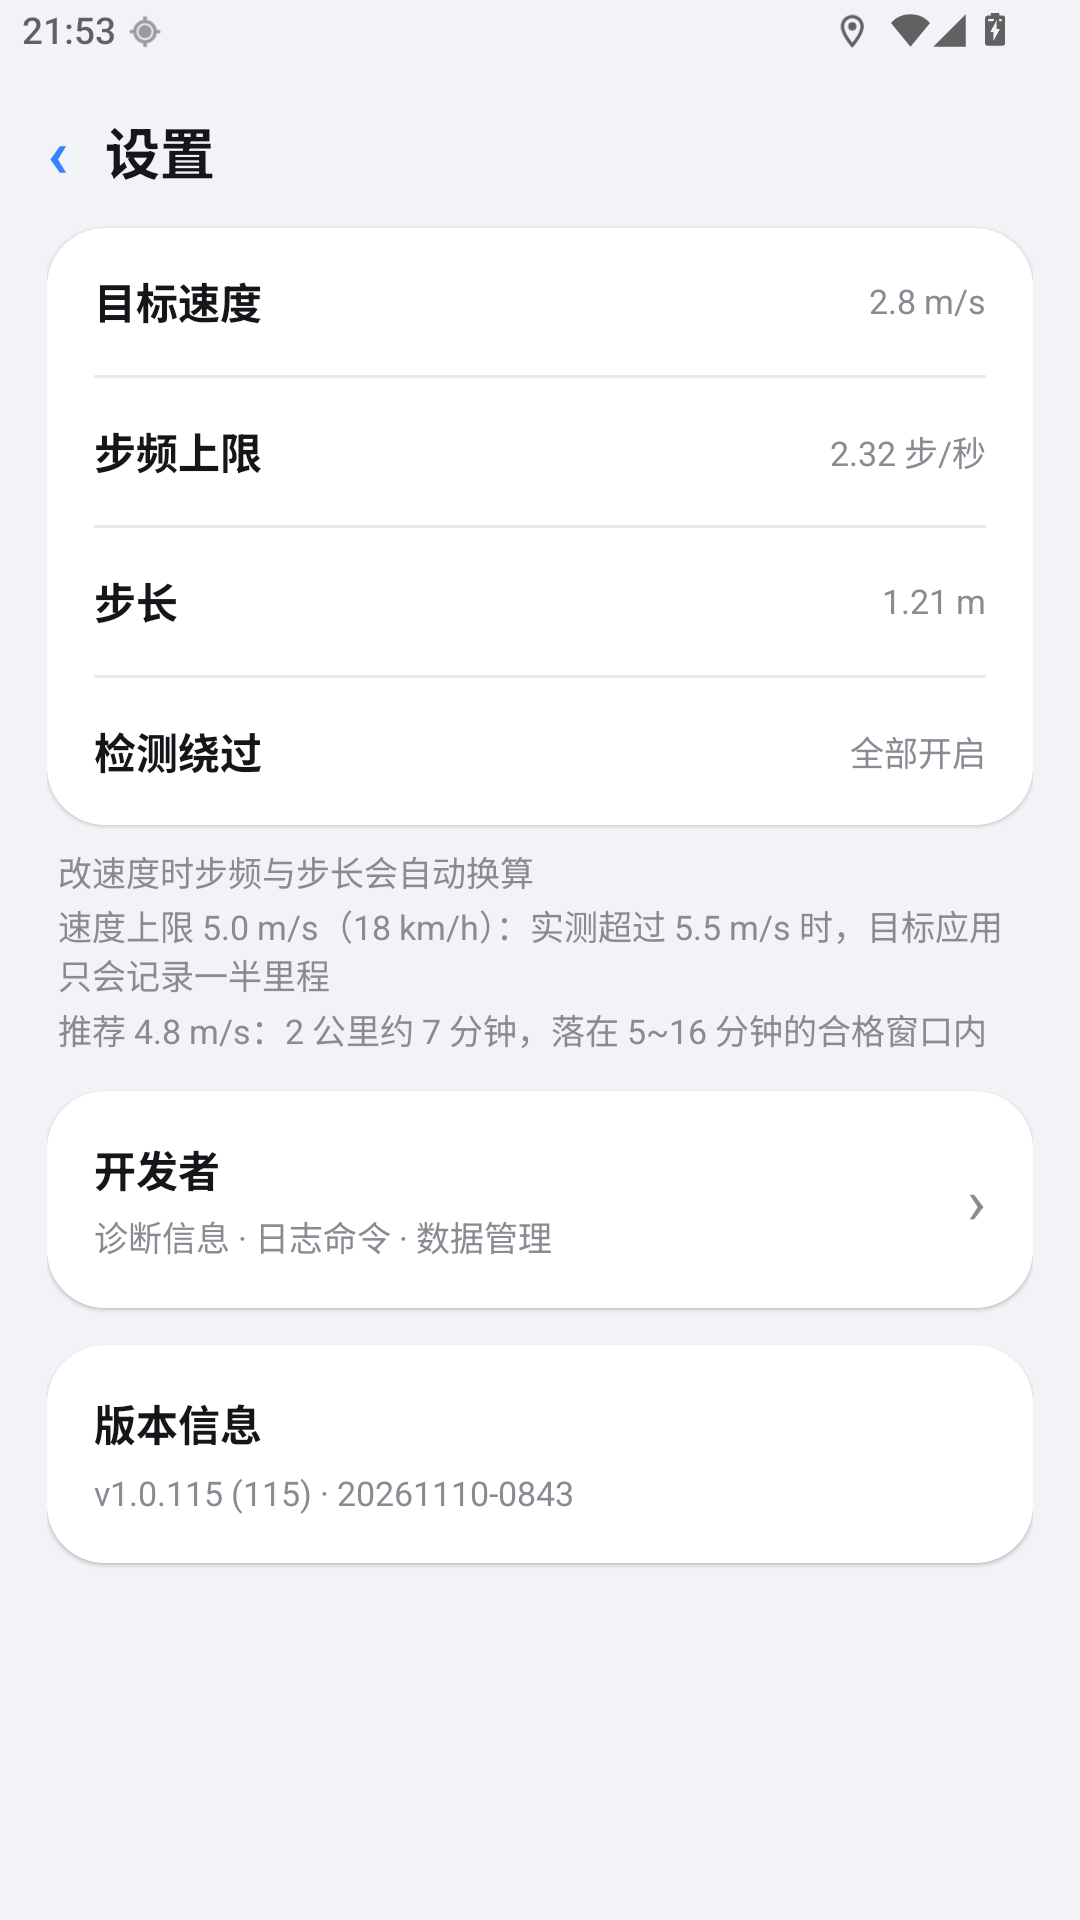 21:53
设置
目标速度
2.8 m/s
步频上限
2.32 步/秒
步长
1.21 m
检测绕过
全部开启
改速度时步频与步长会自动换算
速度上限 5.0 m/s（18 km/h）：实测超过 5.5 m/s 时，目标应用
只会记录一半里程
推荐 4.8 m/s：2 公里约 7 分钟，落在 5~16 分钟的合格窗口内
开发者
诊断信息 · 日志命令 · 数据管理
版本信息
v1.0.115 (115) · 20261110-0843